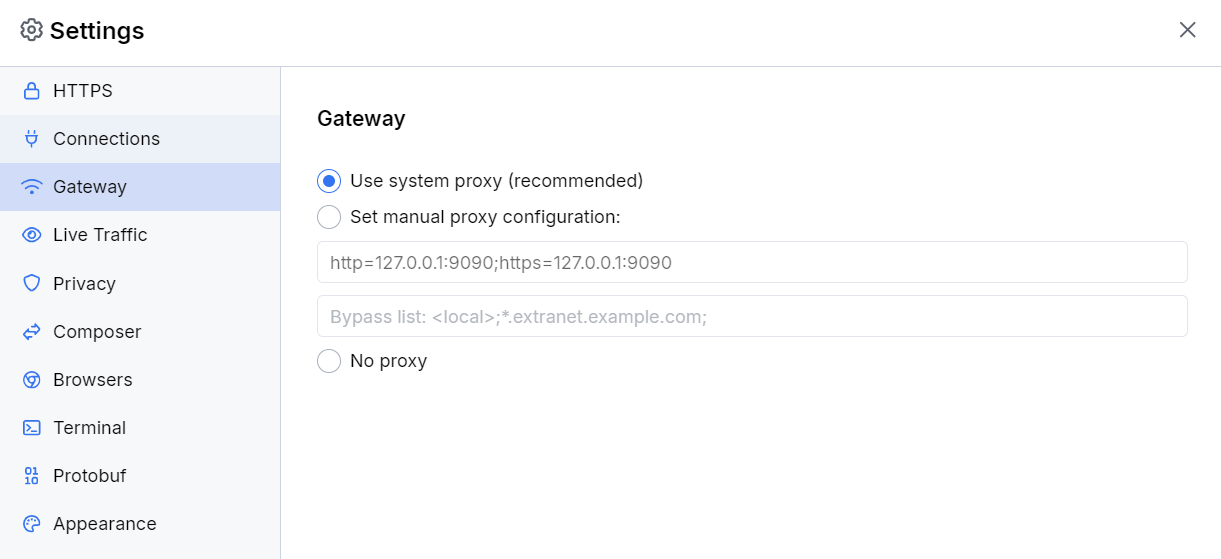 Settings
HTTPS
Connections
Gateway
Live Traffic
Privacy
Composer
Browsers
Terminal
Protobuf
Appearance
Gateway
Use system proxy (recommended)
Set manual proxy configuration:
http=127.0.0.1:9090;https=127.0.0.1:9090
Bypass list: <local>;*.extranet.example.com;
No proxy